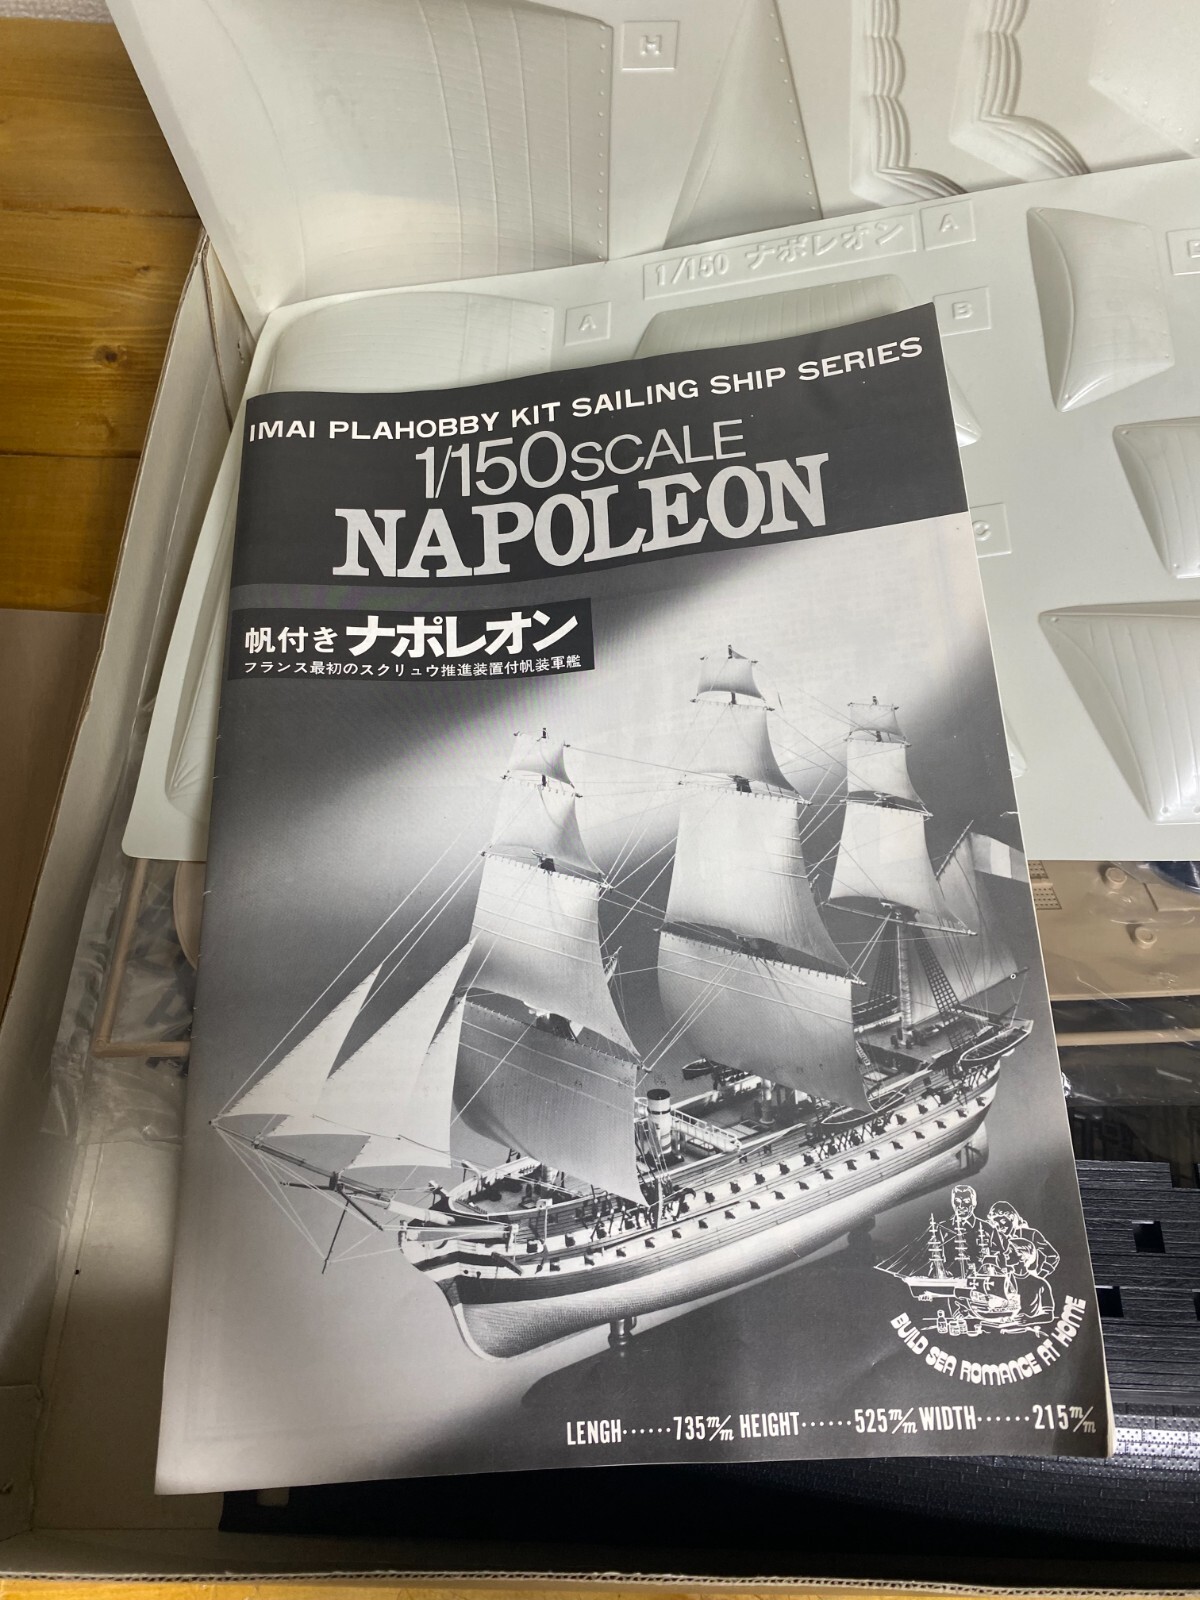 H
1/150 ナポレオン
A
A
B
C
IMAI PLAHOBBY KIT SAILING SHIP SERIES
1/150 SCALE
NAPOLEON
帆付き ナポレオン
フランス最初のスクリュウ推進装置付帆装軍艦
BUILD SEA ROMANCE AT HOME
LENGH‥‥‥735m/m HEIGHT‥‥‥525m/m WIDTH‥‥‥215m/m